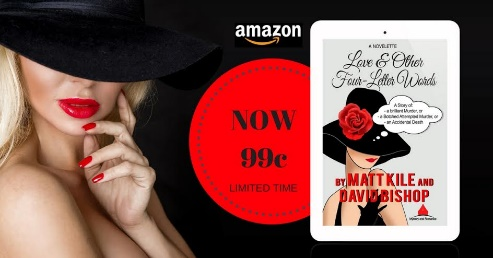 amazon
NOW
99c
LIMITED TIME
A NOVELETTE
Love & Other
Four-Letter Words
A Story of:
- a brilliant Murder, or
- a Botched Attempted Murder, or
- an Accidental Death
BY MATT KILE AND
DAVID BISHOP